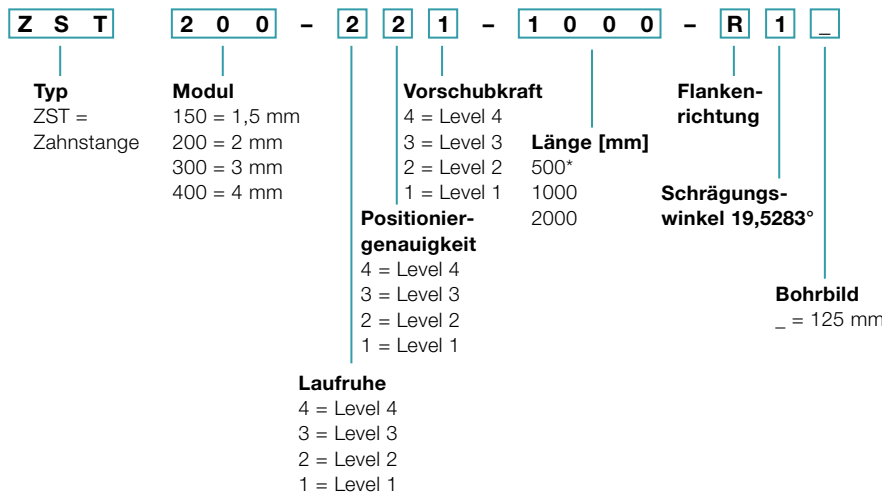 Z S T 2 0 0 – 2 2 1 – 1 0 0 0 – R 1 _
Typ
ZST =
Zahnstange
Modul
150 = 1,5 mm
200 = 2 mm
300 = 3 mm
400 = 4 mm
Vorschubkraft
4 = Level 4
3 = Level 3
2 = Level 2
1 = Level 1
Länge [mm]
500*
1000
2000
Flanken-
richtung
Schrägungs-
winkel 19,5283°
Positionier-
genauigkeit
4 = Level 4
3 = Level 3
2 = Level 2
1 = Level 1
Bohrbild
_ = 125 mm
Laufruhe
4 = Level 4
3 = Level 3
2 = Level 2
1 = Level 1